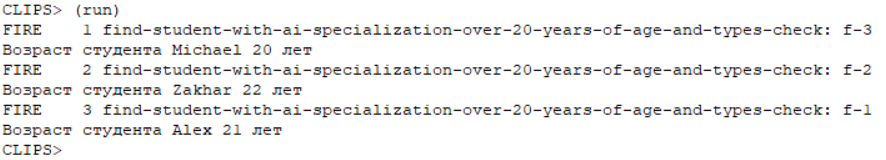 CLIPS> (run)
FIRE    1 find-student-with-ai-specialization-over-20-years-of-age-and-types-check: f-3
Возраст студента Michael 20 лет
FIRE    2 find-student-with-ai-specialization-over-20-years-of-age-and-types-check: f-2
Возраст студента Zakhar 22 лет
FIRE    3 find-student-with-ai-specialization-over-20-years-of-age-and-types-check: f-1
Возраст студента Alex 21 лет
CLIPS>